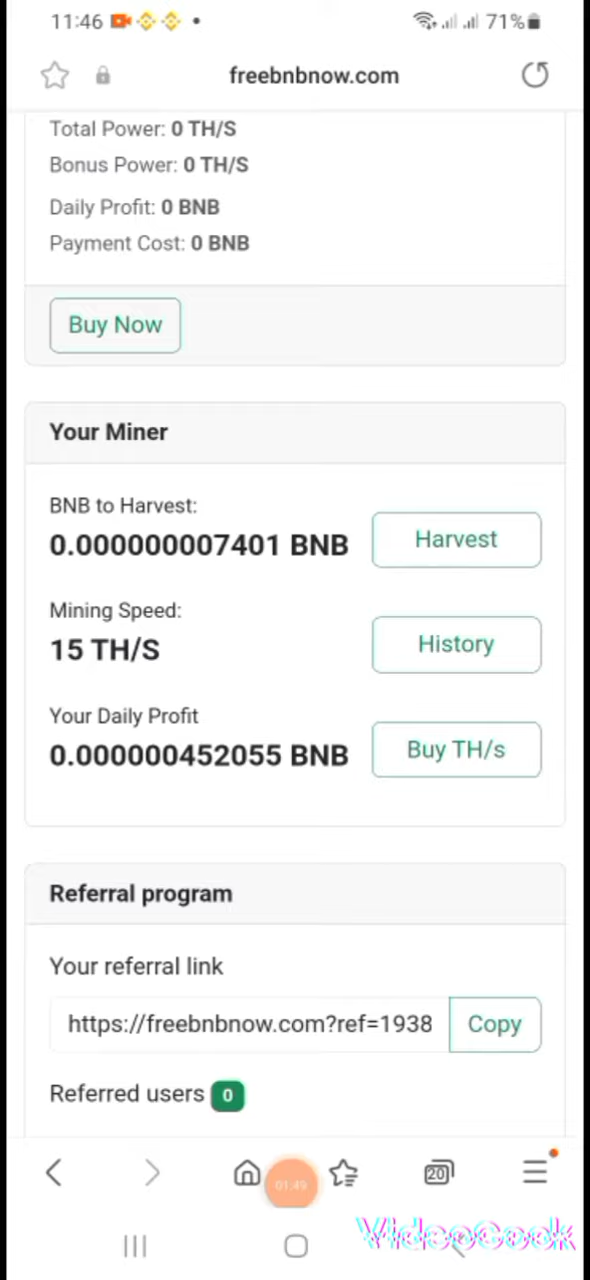 11:46
71%
freebnbnow.com
Total Power: 0 TH/S
Bonus Power: 0 TH/S
Daily Profit: 0 BNB
Payment Cost: 0 BNB
Buy Now
Your Miner
BNB to Harvest:
0.000000007401 BNB
Harvest
Mining Speed:
15 TH/S
History
Your Daily Profit
0.000000452055 BNB
Buy TH/s
Referral program
Your referral link
https://freebnbnow.com?ref=1938
Copy
Referred users 0
01:49
20
VideoCook